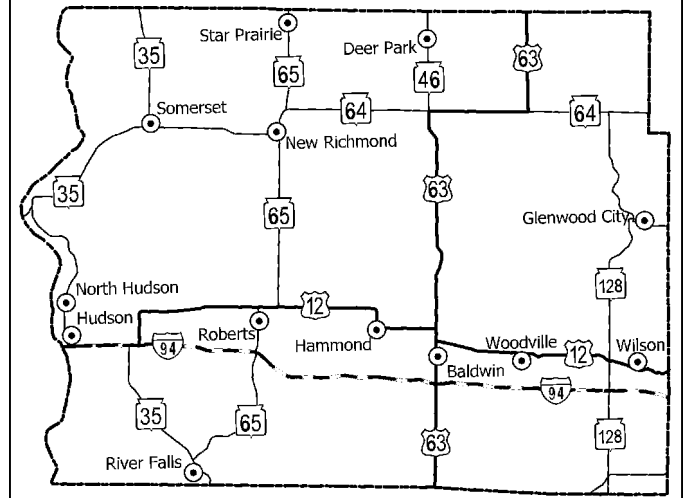 Star Prairie
Deer Park
35
63
65
46
Somerset
64
64
New Richmond
35
63
65
Glenwood City
128
North Hudson
12
Hudson
Roberts
Hammond
Woodville
Wilson
94
12
Baldwin
94
35
65
63
128
River Falls